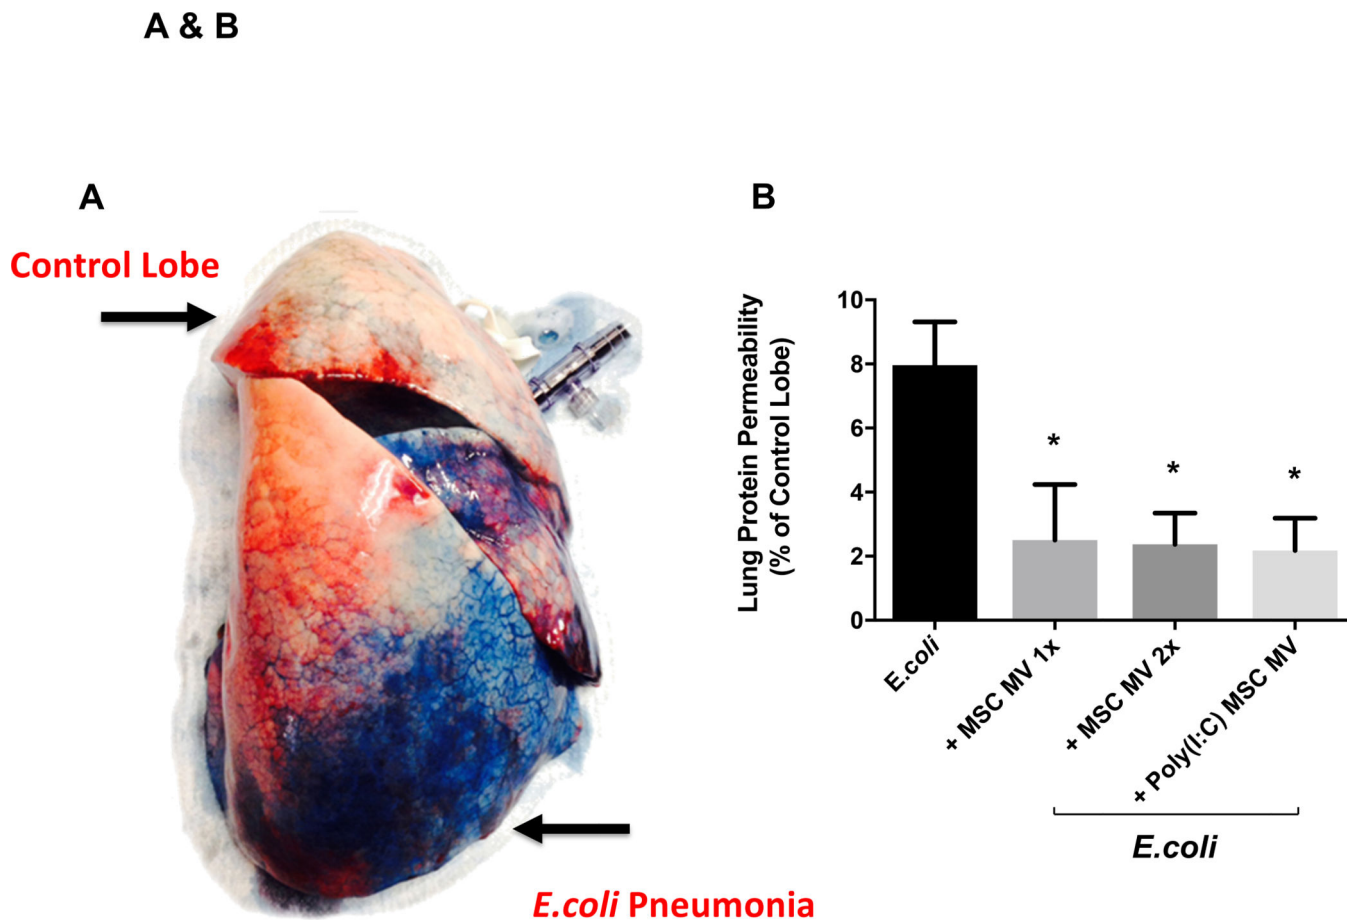 A & B
A
B
Control Lobe
E.coli Pneumonia
Lung Protein Permeability
(% of Control Lobe)
10
8
6
4
2
0
*
*
*
E.coli
+ MSC MV 1x
+ MSC MV 2x
+ Poly(I:C) MSC MV
E.coli